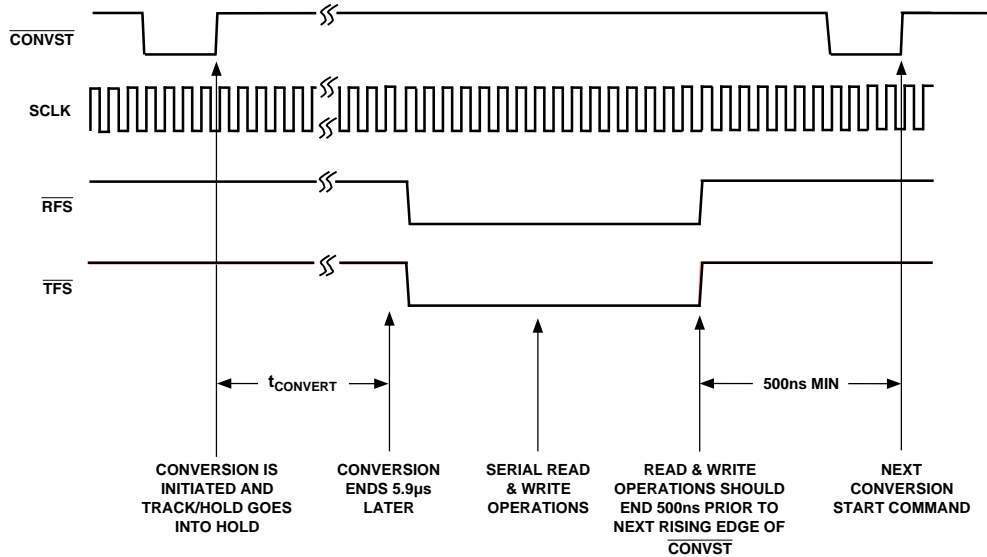 CONVST
SCLK
RFS
TFS
tCONVERT
500ns MIN
CONVERSION IS
INITIATED AND
TRACK/HOLD GOES
INTO HOLD
CONVERSION
ENDS 5.9µs
LATER
SERIAL READ
& WRITE
OPERATIONS
READ & WRITE
OPERATIONS SHOULD
END 500ns PRIOR TO
NEXT RISING EDGE OF
CONVST
NEXT
CONVERSION
START COMMAND